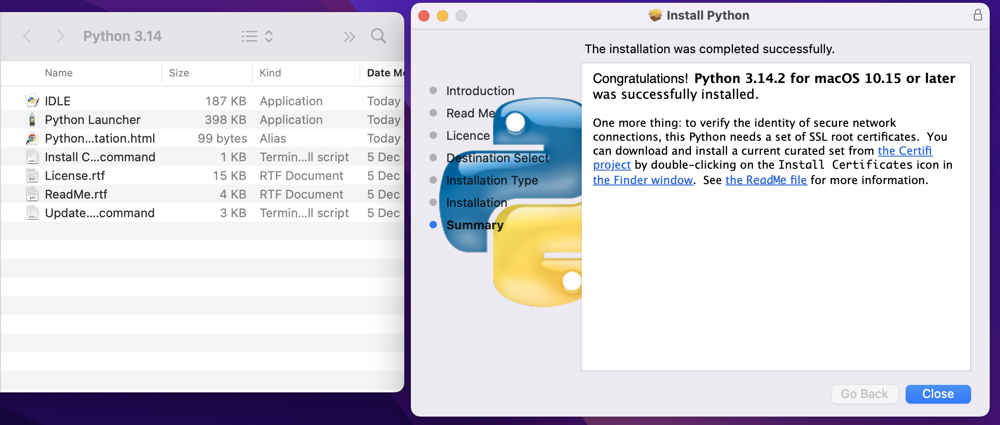 Python 3.14
Name Size Kind Date Mo
IDLE 187 KB Application Today
Python Launcher 398 KB Application Today
Python...tation.html 99 bytes Alias Today
Install C...command 1 KB Termin...ll script 5 Dec
License.rtf 15 KB RTF Document 5 Dec
ReadMe.rtf 4 KB RTF Document 5 Dec
Update....command 3 KB Termin...ll script 5 Dec
Install Python
The installation was completed successfully.
Introduction
Read Me
Licence
Destination Select
Installation Type
Installation
Summary
Congratulations! Python 3.14.2 for macOS 10.15 or later
was successfully installed.
One more thing: to verify the identity of secure network
connections, this Python needs a set of SSL root certificates. You
can download and install a current curated set from the Certifi
project by double-clicking on the Install Certificates icon in
the Finder window. See the ReadMe file for more information.
Go Back
Close